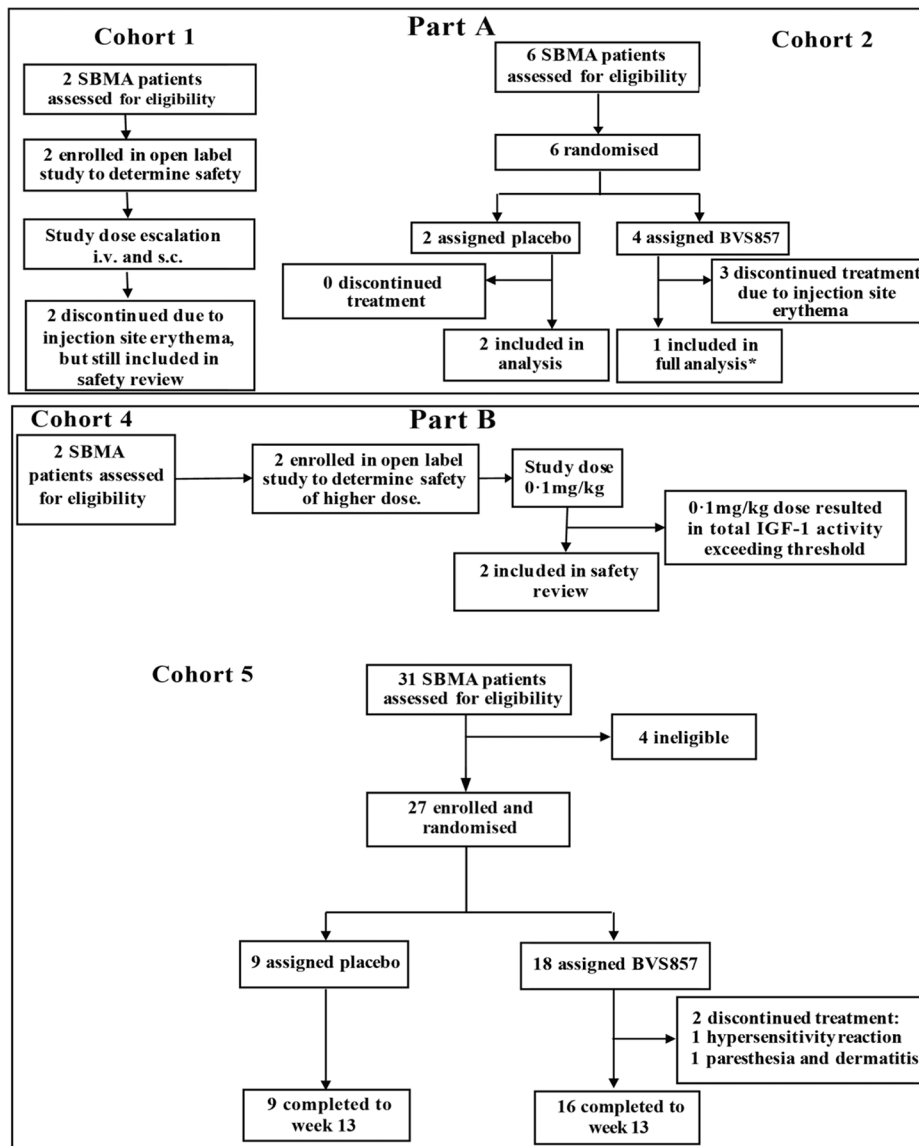 Part A
Cohort 1
2 SBMA patients
assessed for eligibility
2 enrolled in open label
study to determine safety
Study dose escalation
i.v. and s.c.
2 discontinued due to
injection site erythema,
but still included in
safety review
Cohort 2
6 SBMA patients
assessed for eligibility
6 randomised
2 assigned placebo
4 assigned BVS857
0 discontinued
treatment
3 discontinued treatment
due to injection site
erythema
2 included in
analysis
1 included in
full analysis*
Part B
Cohort 4
2 SBMA
patients assessed
for eligibility
2 enrolled in open label
study to determine safety
of higher dose.
Study dose
0·1mg/kg
0·1mg/kg dose resulted
in total IGF-1 activity
exceeding threshold
2 included in safety
review
Cohort 5
31 SBMA patients
assessed for eligibility
4 ineligible
27 enrolled and
randomised
9 assigned placebo
18 assigned BVS857
2 discontinued treatment:
1 hypersensitivity reaction
1 paresthesia and dermatitis
9 completed to
week 13
16 completed to
week 13